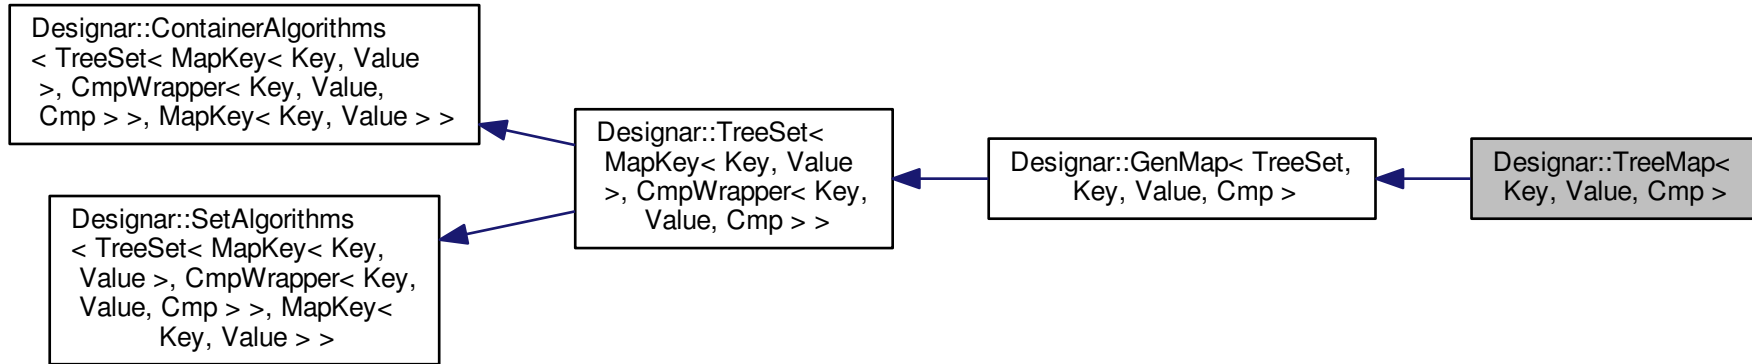 Designar::ContainerAlgorithms
< TreeSet< MapKey< Key, Value
>, CmpWrapper< Key, Value,
Cmp > >, MapKey< Key, Value > >
Designar::SetAlgorithms
< TreeSet< MapKey< Key,
Value >, CmpWrapper< Key,
Value, Cmp > >, MapKey<
Key, Value > >
Designar::TreeSet<
MapKey< Key, Value
>, CmpWrapper< Key,
Value, Cmp > >
Designar::GenMap< TreeSet,
Key, Value, Cmp >
Designar::TreeMap<
Key, Value, Cmp >